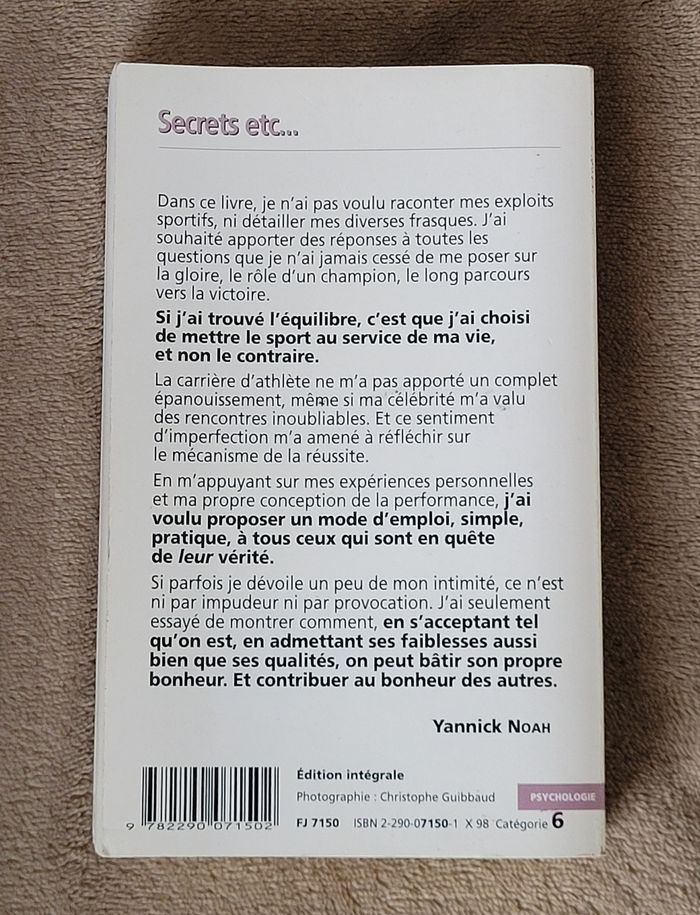 Secrets etc...
Dans ce livre, je n'ai pas voulu raconter mes exploits
sportifs, ni détailler mes diverses frasques. J'ai
souhaité apporter des réponses à toutes les
questions que je n'ai jamais cessé de me poser sur
la gloire, le rôle d'un champion, le long parcours
vers la victoire.
Si j'ai trouvé l'équilibre, c'est que j'ai choisi
de mettre le sport au service de ma vie,
et non le contraire.
La carrière d'athlète ne m'a pas apporté un complet
épanouissement, même si ma célébrité m'a valu
des rencontres inoubliables. Et ce sentiment
d'imperfection m'a amené à réfléchir sur
le mécanisme de la réussite.
En m'appuyant sur mes expériences personnelles
et ma propre conception de la performance, j'ai
voulu proposer un mode d'emploi, simple,
pratique, à tous ceux qui sont en quête
de leur vérité.
Si parfois je dévoile un peu de mon intimité, ce n'est
ni par impudeur ni par provocation. J'ai seulement
essayé de montrer comment, en s'acceptant tel
qu'on est, en admettant ses faiblesses aussi
bien que ses qualités, on peut bâtir son propre
bonheur. Et contribuer au bonheur des autres.
Yannick NOAH
Édition intégrale
Photographie : Christophe Guibbaud
PSYCHOLOGIE
9 782290 071502
FJ 7150 ISBN 2-290-07150-1 X 98 Catégorie 6